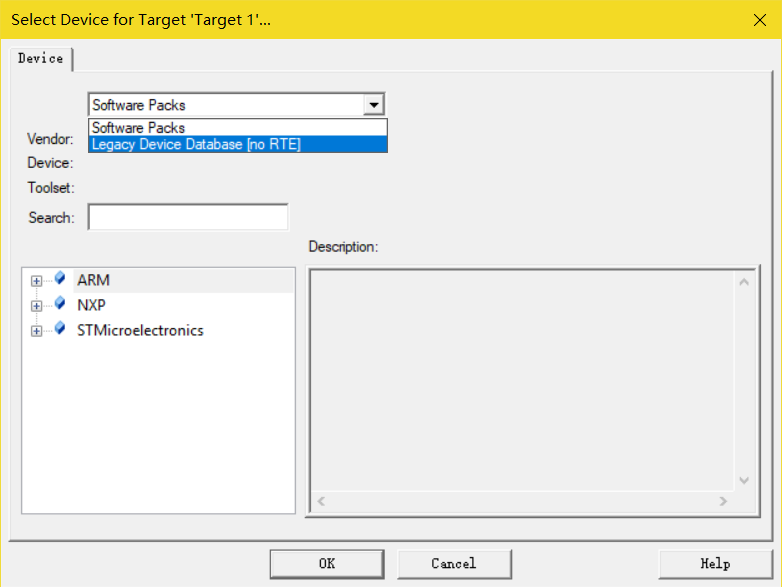 Select Device for Target 'Target 1'...
Device
Software Packs
Software Packs
Legacy Device Database [no RTE]
Vendor:
Device:
Toolset:
Search:
Description:
ARM
NXP
STMicroelectronics
OK
Cancel
Help